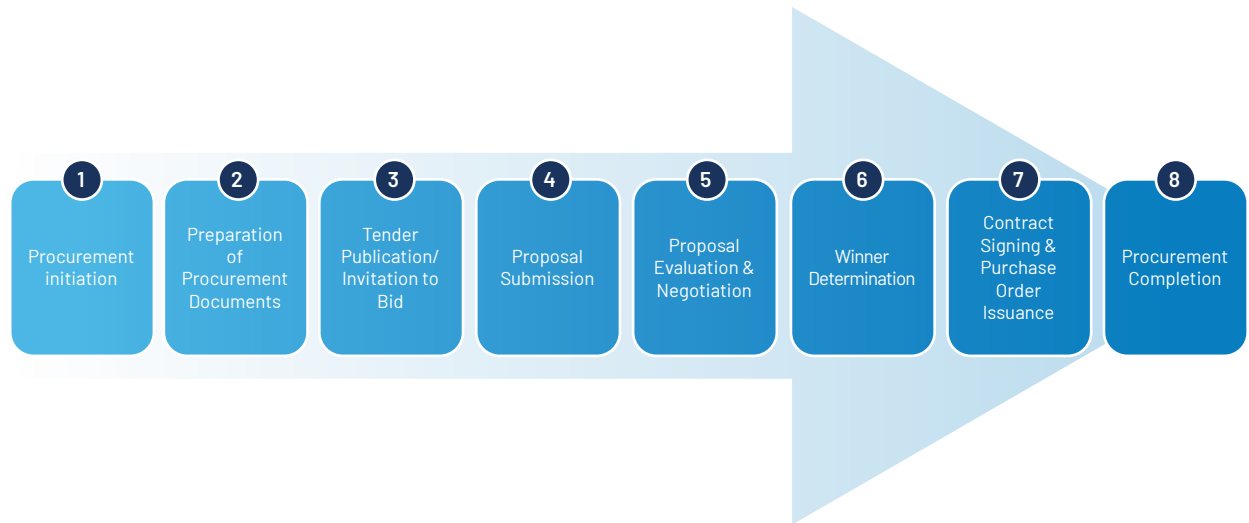 1
Procurement
initiation
2
Preparation
of
Procurement
Documents
3
Tender
Publication/
Invitation to
Bid
4
Proposal
Submission
5
Proposal
Evaluation &
Negotiation
6
Winner
Determination
7
Contract
Signing &
Purchase
Order
Issuance
8
Procurement
Completion